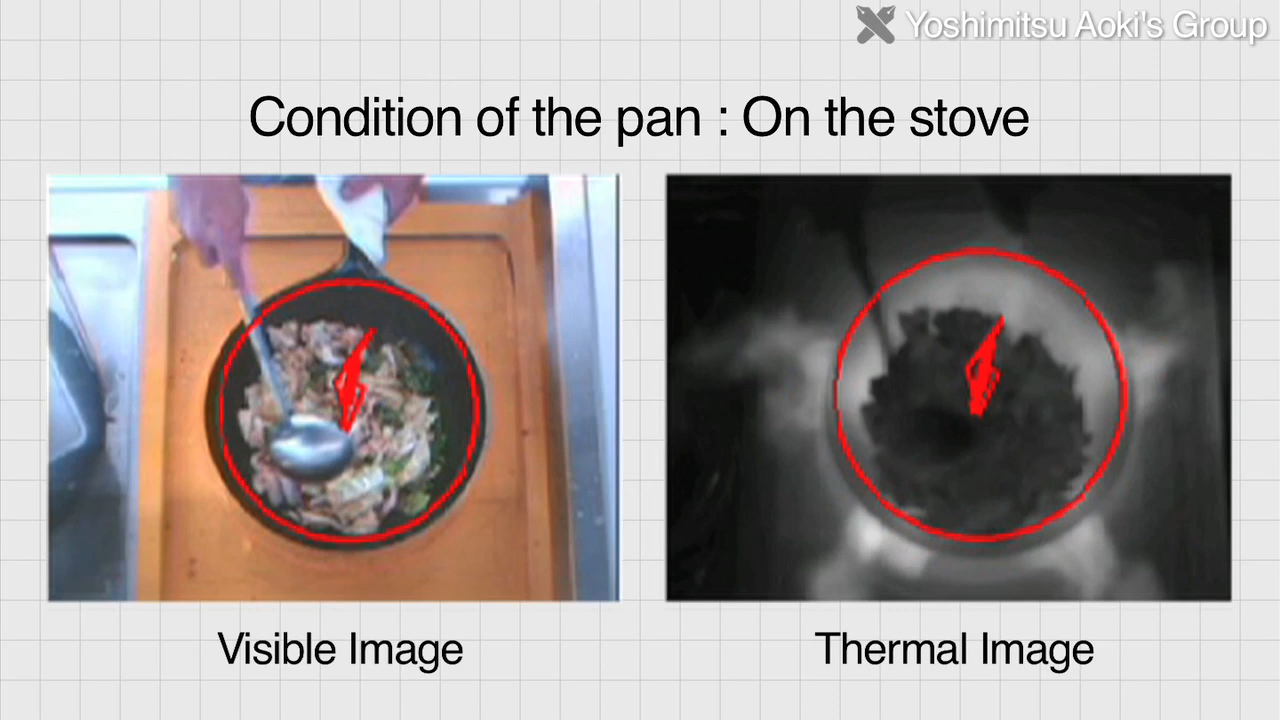 Yoshimitsu Aoki's Group
Condition of the pan : On the stove
Visible Image
Thermal Image